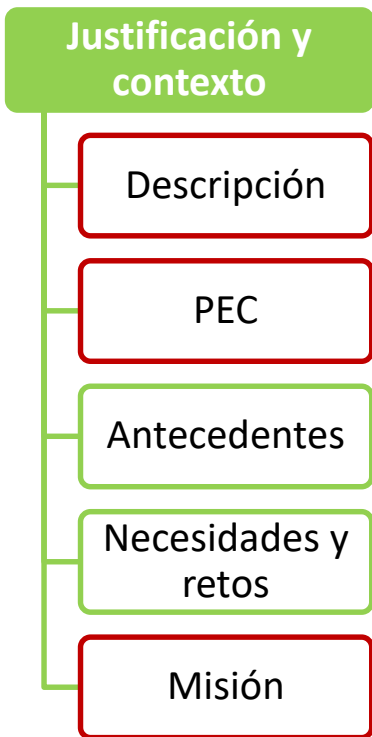 Justificación y
contexto
Descripción
PEC
Antecedentes
Necesidades y
retos
Misión